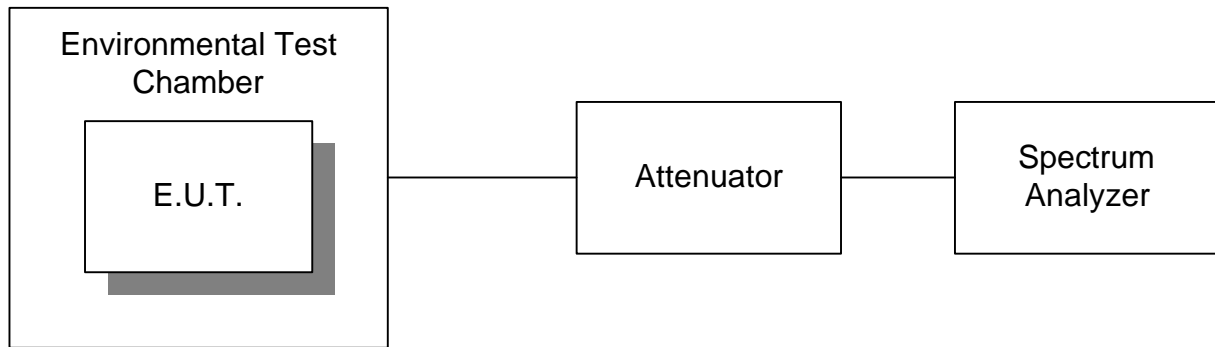 Environmental Test
Chamber
E.U.T.
Attenuator
Spectrum
Analyzer